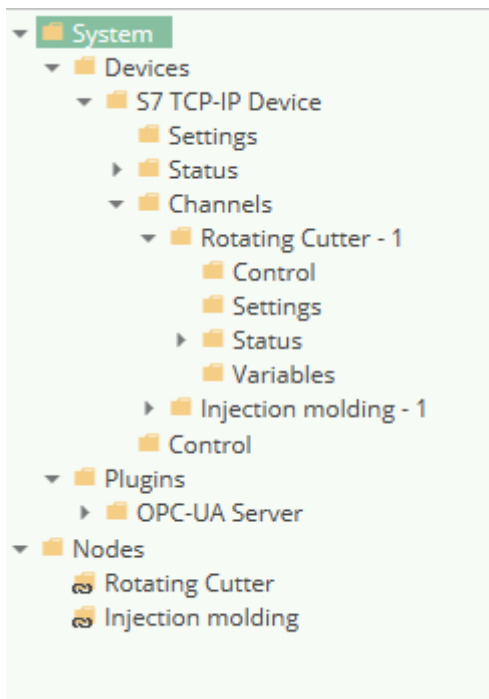 System
Devices
S7 TCP-IP Device
Settings
Status
Channels
Rotating Cutter - 1
Control
Settings
Status
Variables
Injection molding - 1
Control
Plugins
OPC-UA Server
Nodes
Rotating Cutter
Injection molding